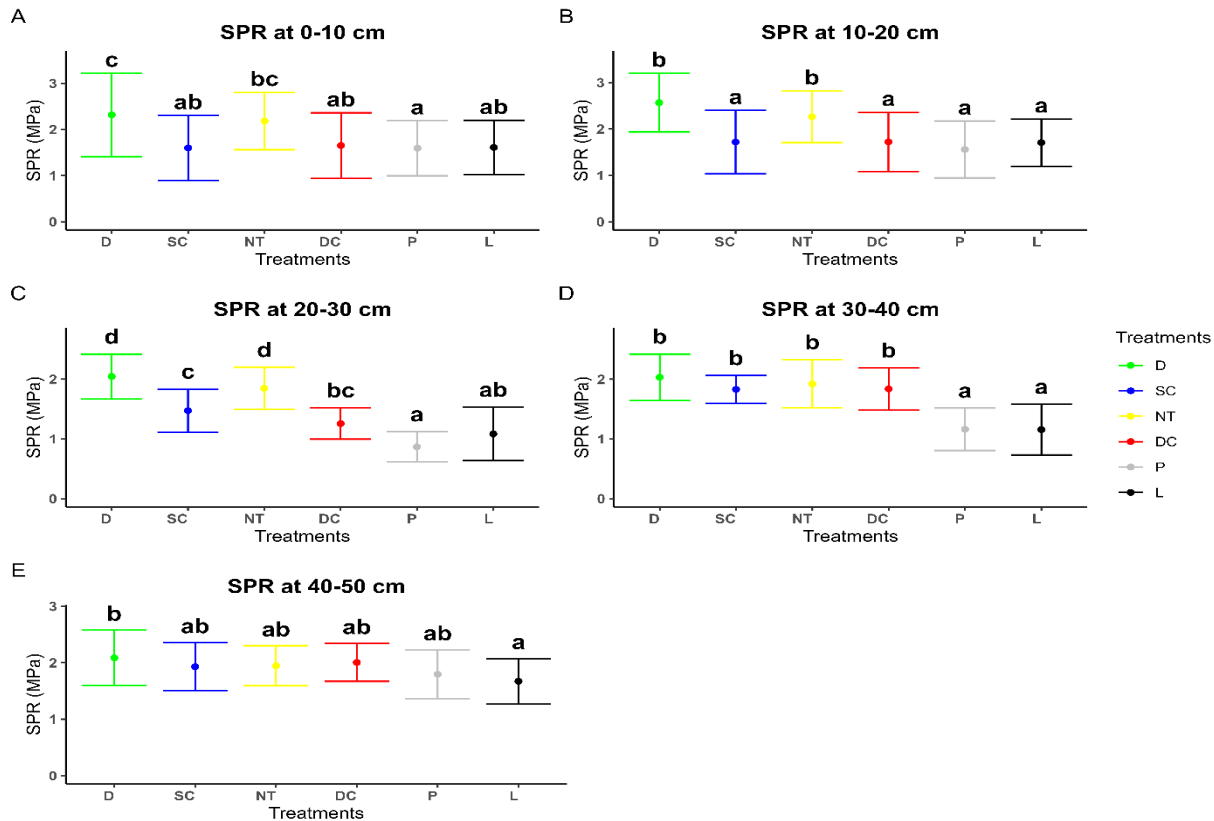 A
SPR at 0-10 cm
c ab bc ab a ab
3
2
1
0
SPR (MPa)
D SC NT DC P L
Treatments
B
SPR at 10-20 cm
b a b a a a
3
2
1
0
SPR (MPa)
D SC NT DC P L
Treatments
C
SPR at 20-30 cm
d c d bc a ab
2
1
0
SPR (MPa)
D SC NT DC P L
Treatments
D
SPR at 30-40 cm
b b b b a a
2
1
0
SPR (MPa)
D SC NT DC P L
Treatments
Treatments
D
SC
NT
DC
P
L
E
SPR at 40-50 cm
b ab ab ab ab a
3
2
1
0
SPR (MPa)
D SC NT DC P L
Treatments